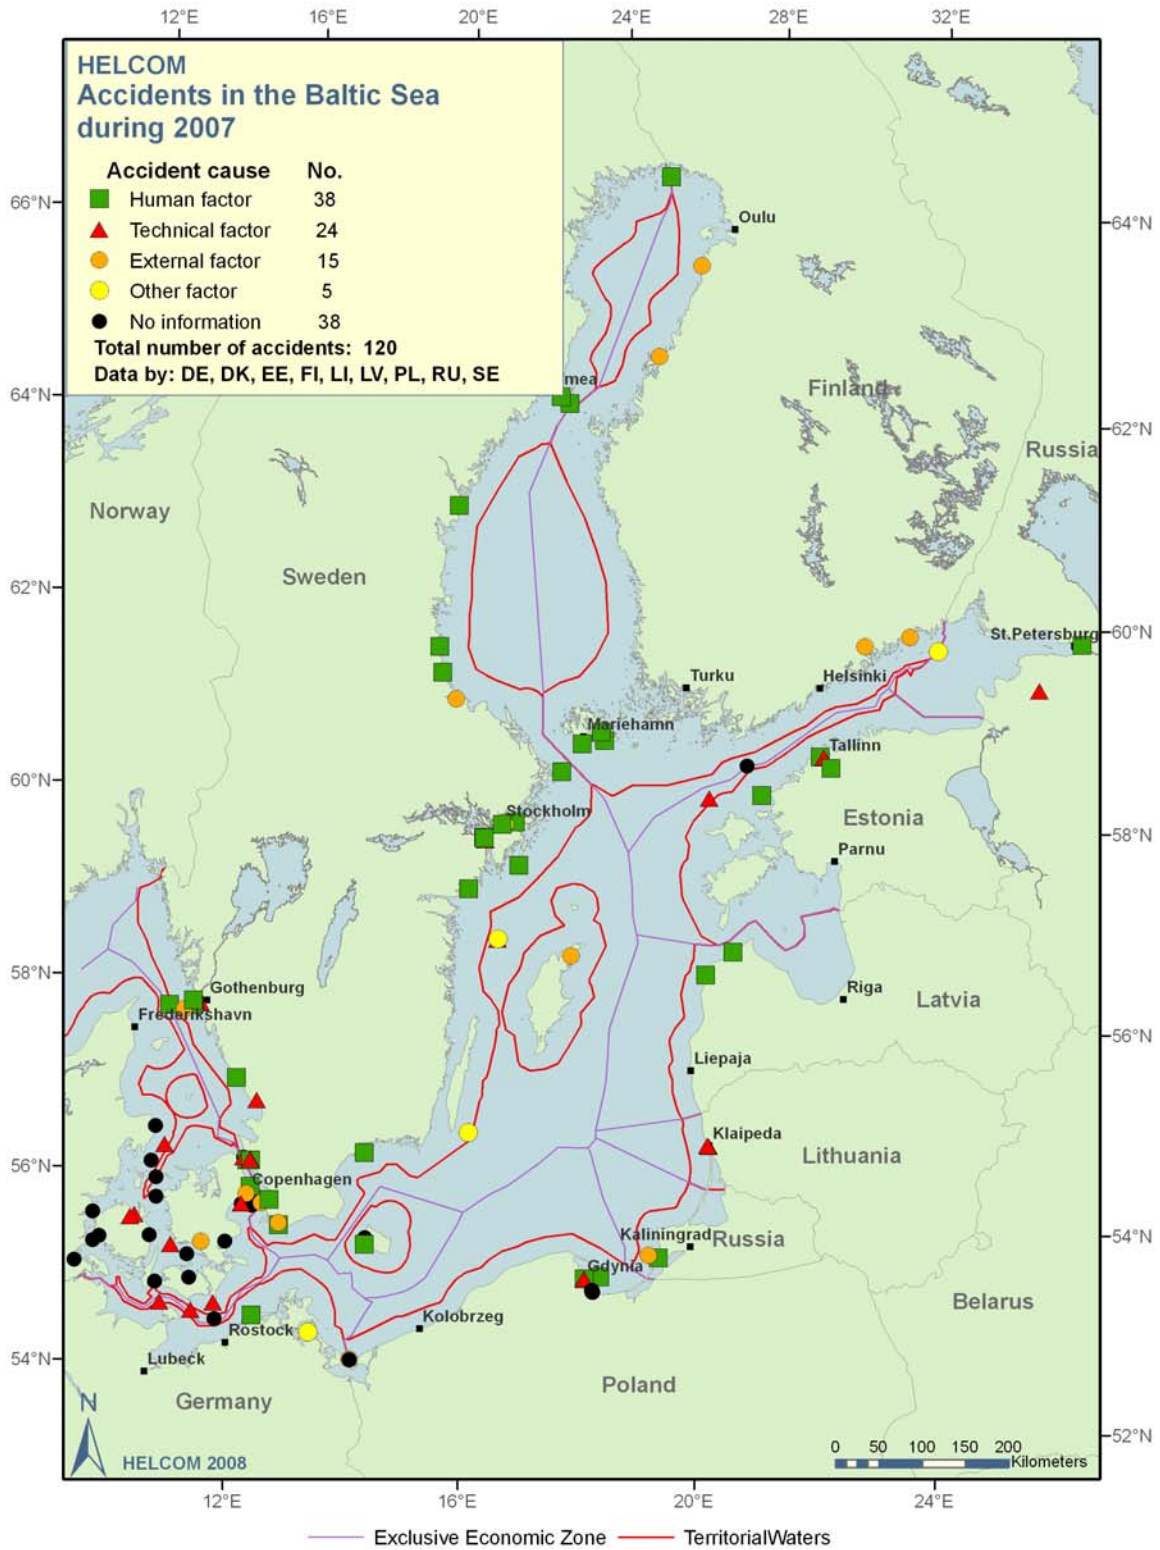 12°E 16°E 20°E 24°E 28°E 32°E
HELCOM
Accidents in the Baltic Sea
during 2007
Accident cause No.
Human factor 38
Technical factor 24
External factor 15
Other factor 5
No information 38
Total number of accidents: 120
Data by: DE, DK, EE, FI, LI, LV, PL, RU, SE
66°N
Oulu
64°N
mea
64°N
Finland
62°N
Russia
Norway
Sweden
62°N
60°N
St.Petersburg
Turku
Helsinki
Mariehamn
Tallinn
60°N
Stockholm
Estonia
58°N
Parnu
58°N
Gothenburg
Riga
Latvia
Frederikshavn
56°N
Liepaja
Klaipeda
Lithuania
56°N
Copenhagen
Kaliningrad
Russia
54°N
Gdynia
Belarus
Kolobrzeg
Rostock
54°N
Lubeck
Poland
Germany
N
52°N
0 50 100 150 200
Kilometers
HELCOM 2008
12°E 16°E 20°E 24°E
Exclusive Economic Zone TerritorialWaters